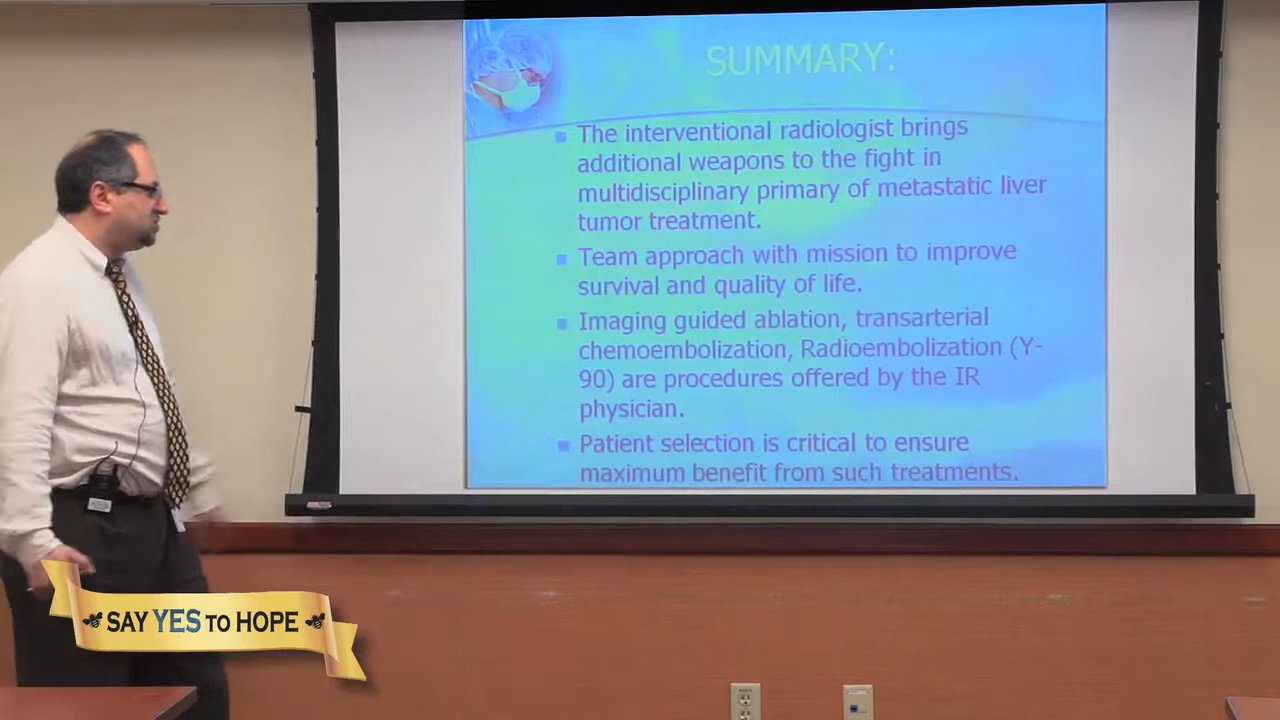 SUMMARY:
The interventional radiologist brings
additional weapons to the fight in
multidisciplinary primary of metastatic liver
tumor treatment.
Team approach with mission to improve
survival and quality of life.
Imaging guided ablation, transarterial
chemoembolization, Radioembolization (Y-
90) are procedures offered by the IR
physician.
Patient selection is critical to ensure
maximum benefit from such treatments.
SAY YES TO HOPE